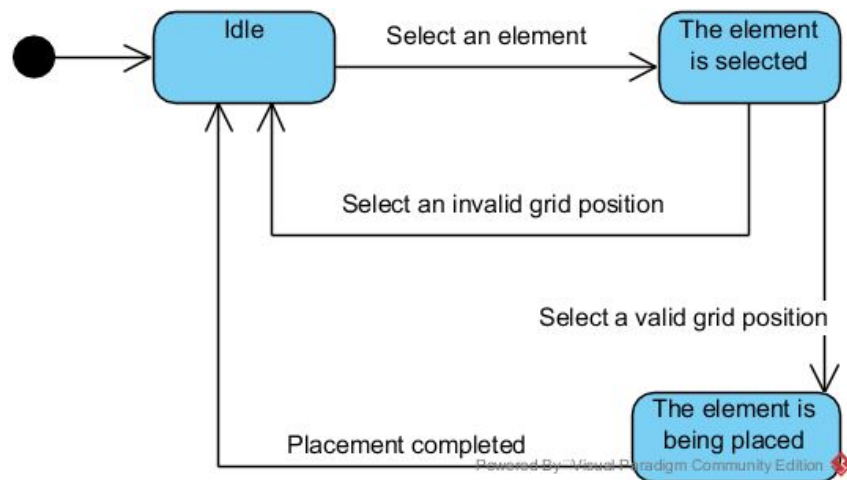 Idle
Select an element
The element
is selected
Select an invalid grid position
Select a valid grid position
The element is
being placed
Placement completed
Powered By Visual Paradigm Community Edition